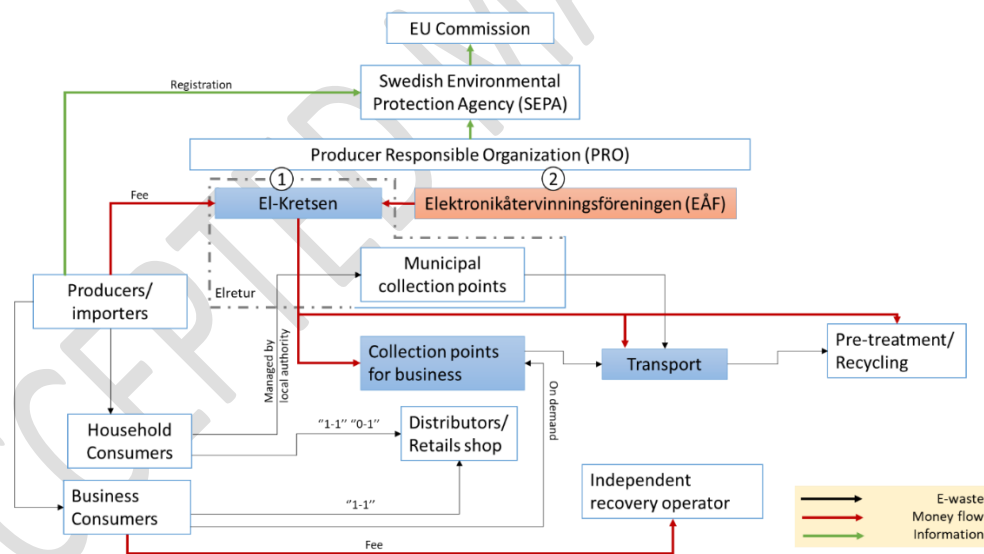 EU Commission
Swedish Environmental
Protection Agency (SEPA)
Registration
Producer Responsible Organization (PRO)
1
2
Fee
El-Kretsen
Elektronikåtervinningsföreningen (EÅF)
Municipal
collection points
Elretur
Producers/
importers
Managed by
local authority
Collection points
for business
Transport
Pre-treatment/
Recycling
On demand
Household
Consumers
"1-1" "0-1"
Distributors/
Retails shop
Business
Consumers
"1-1"
Independent
recovery operator
Fee
E-waste
Money flow
Information